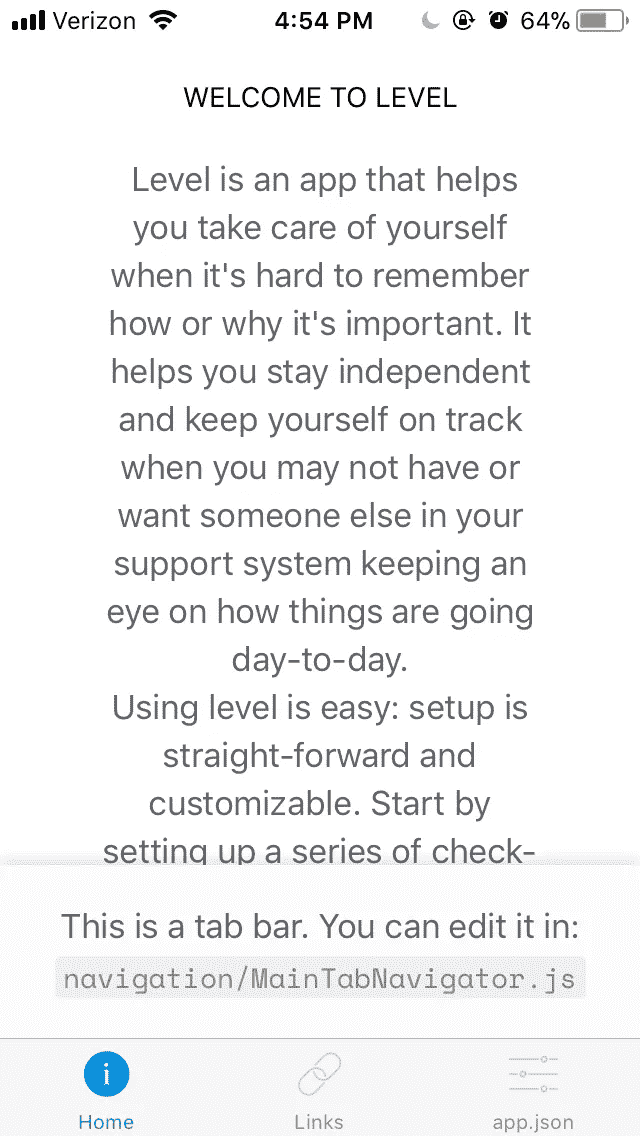 Verizon 4:54 PM 64%
WELCOME TO LEVEL
Level is an app that helps
you take care of yourself
when it's hard to remember
how or why it's important. It
helps you stay independent
and keep yourself on track
when you may not have or
want someone else in your
support system keeping an
eye on how things are going
day-to-day.
Using level is easy: setup is
straight-forward and
customizable. Start by
setting up a series of check-
This is a tab bar. You can edit it in:
navigation/MainTabNavigator.js
Home Links app.json